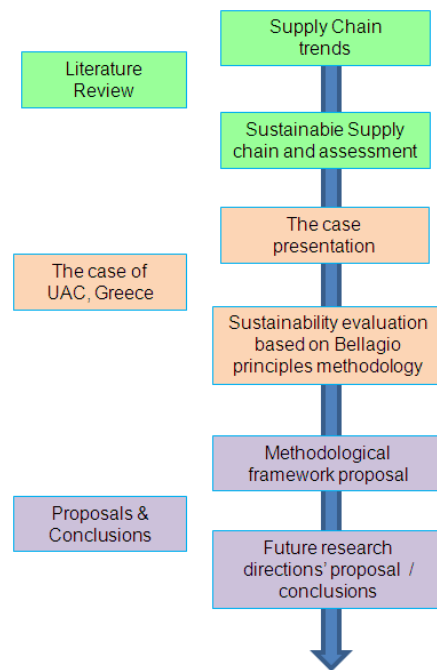 Supply Chain
trends
Literature
Review
Sustainabie Supply
chain and assessment
The case
presentation
The case of
UAC, Greece
Sustainability evaluation
based on Bellagio
principles methodology
Methodological
framework proposal
Proposals &
Conclusions
Future research
directions’ proposal /
conclusions